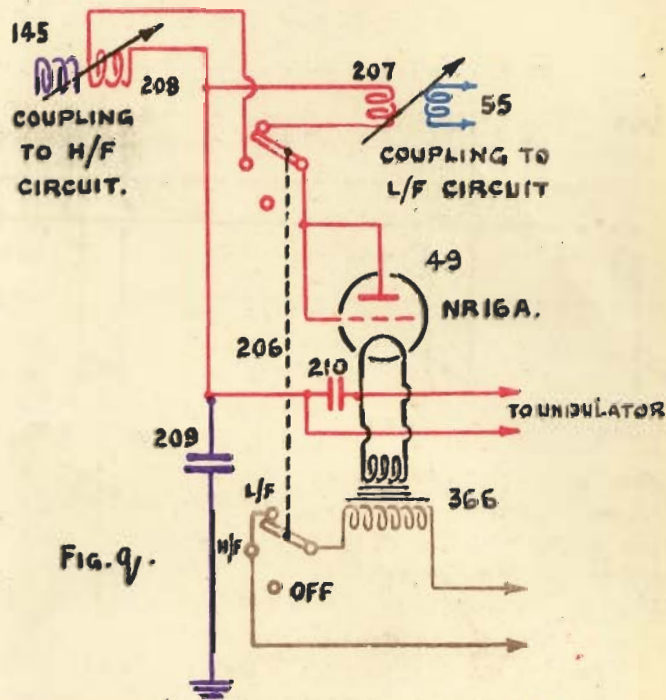 145
208
COUPLING
TO H/F
CIRCUIT.
207
55
COUPLING TO
L/F CIRCUIT
49
NR16A.
206
210
TO UNDULATOR
209
L/F
366
H/F
FIG. 9.
OFF